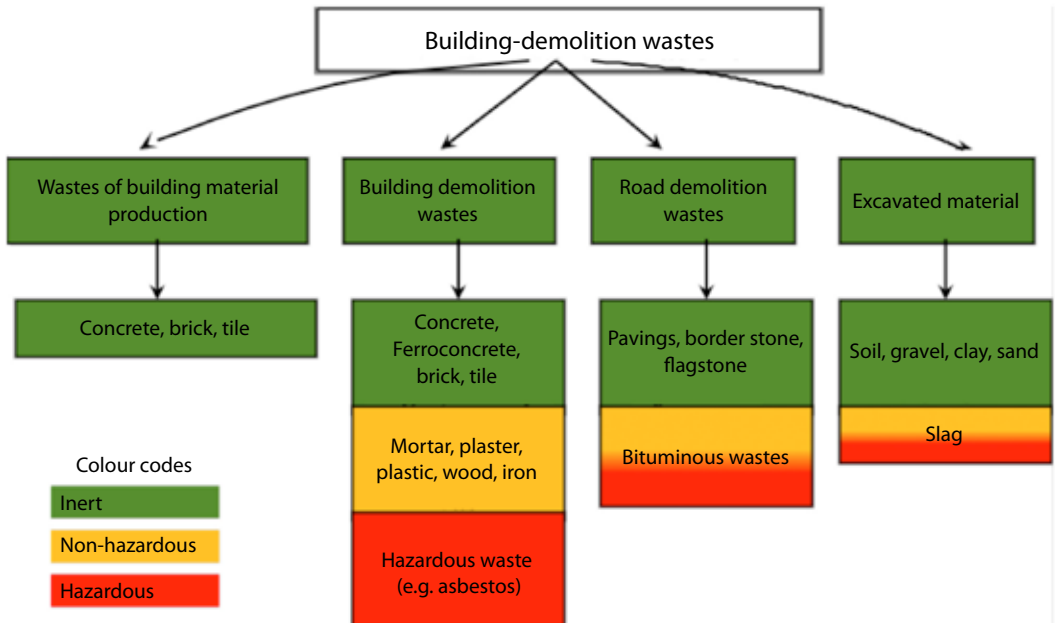 Building-demolition wastes
Wastes of building material
production
Building demolition
wastes
Road demolition
wastes
Excavated material
Concrete, brick, tile
Concrete,
Ferroconcrete,
brick, tile
Pavings, border stone,
flagstone
Soil, gravel, clay, sand
Mortar, plaster,
plastic, wood, iron
Bituminous wastes
Slag
Hazardous waste
(e.g. asbestos)
Colour codes
Inert
Non-hazardous
Hazardous